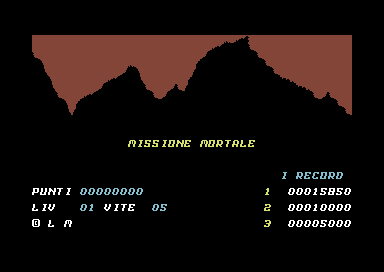 MISSIONE MORTALE
I RECORD
PUNTI 00000000 1 00015850
LIV 01 VITE 05 2 00010000
© L M 3 00005000